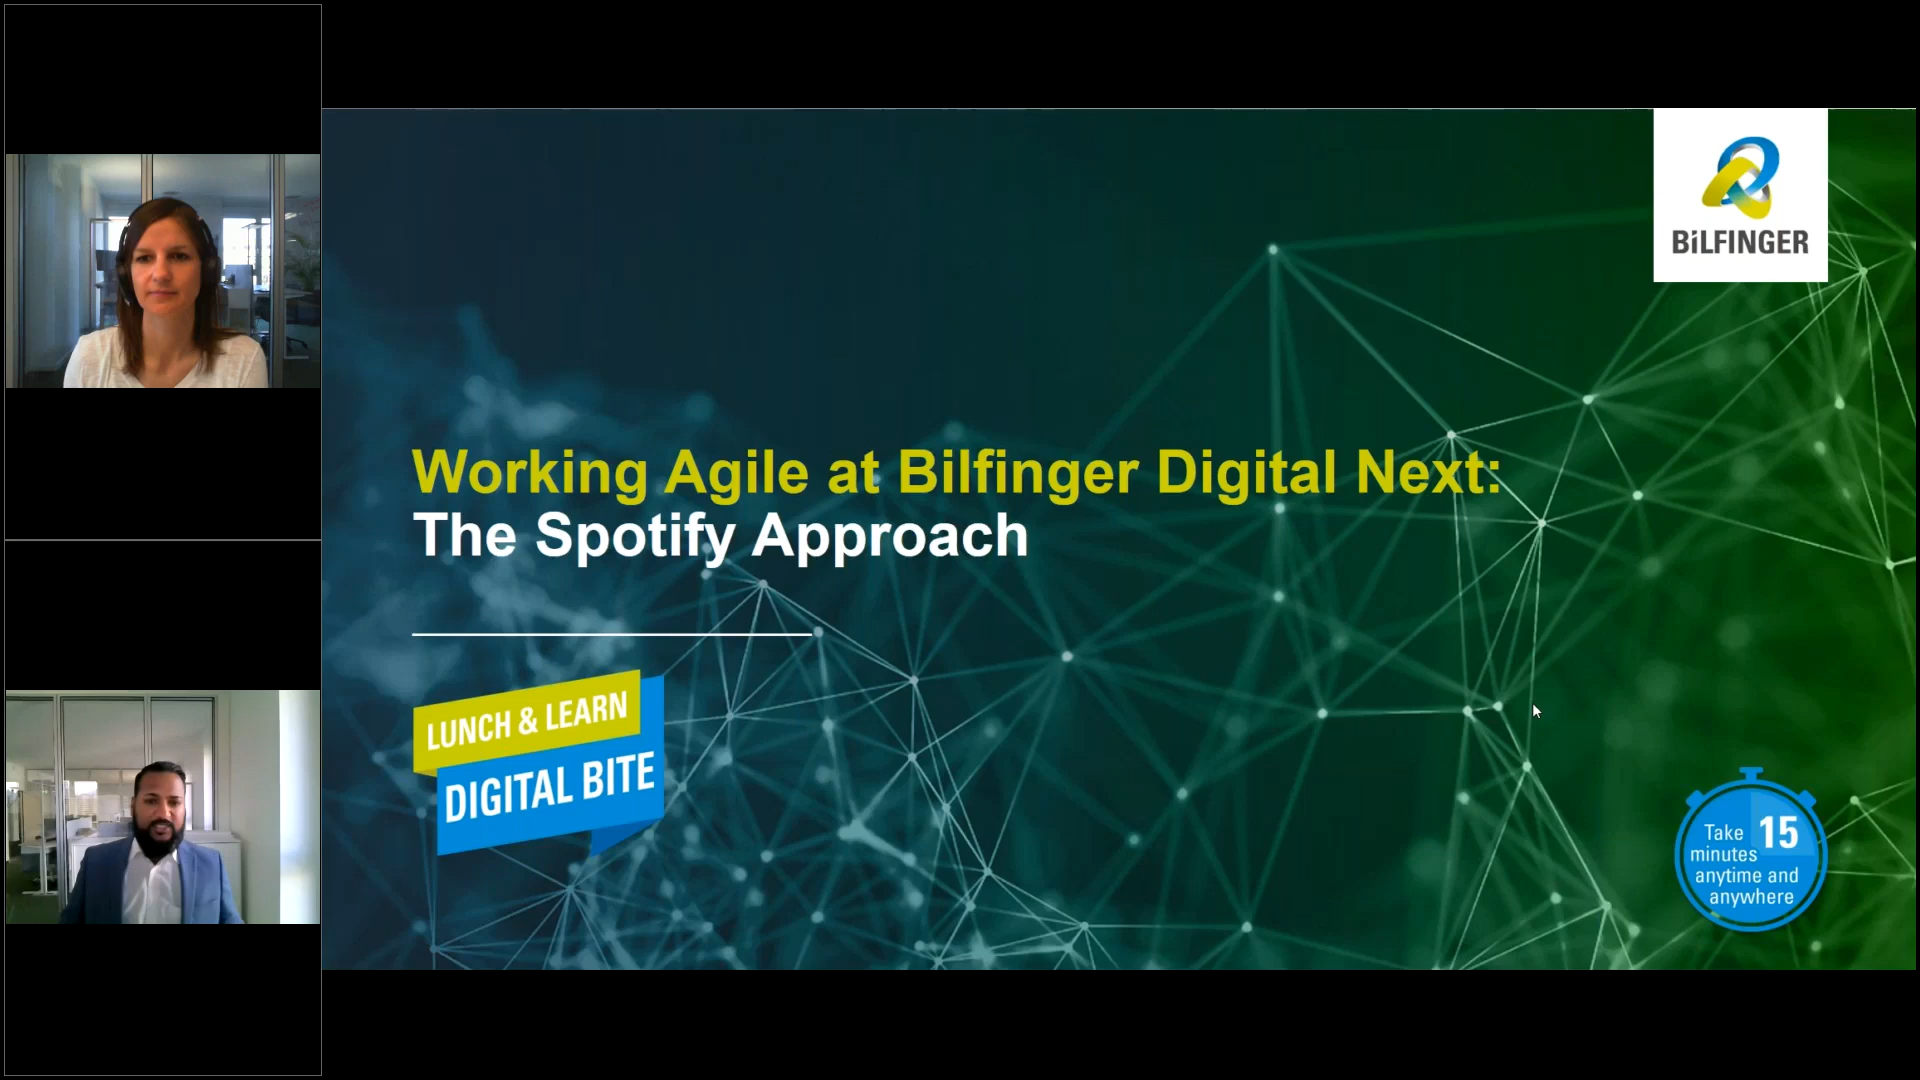 BiLFINGER
Working Agile at Bilfinger Digital Next:
The Spotify Approach
LUNCH & LEARN
DIGITAL BITE
Take 15
minutes
anytime and
anywhere